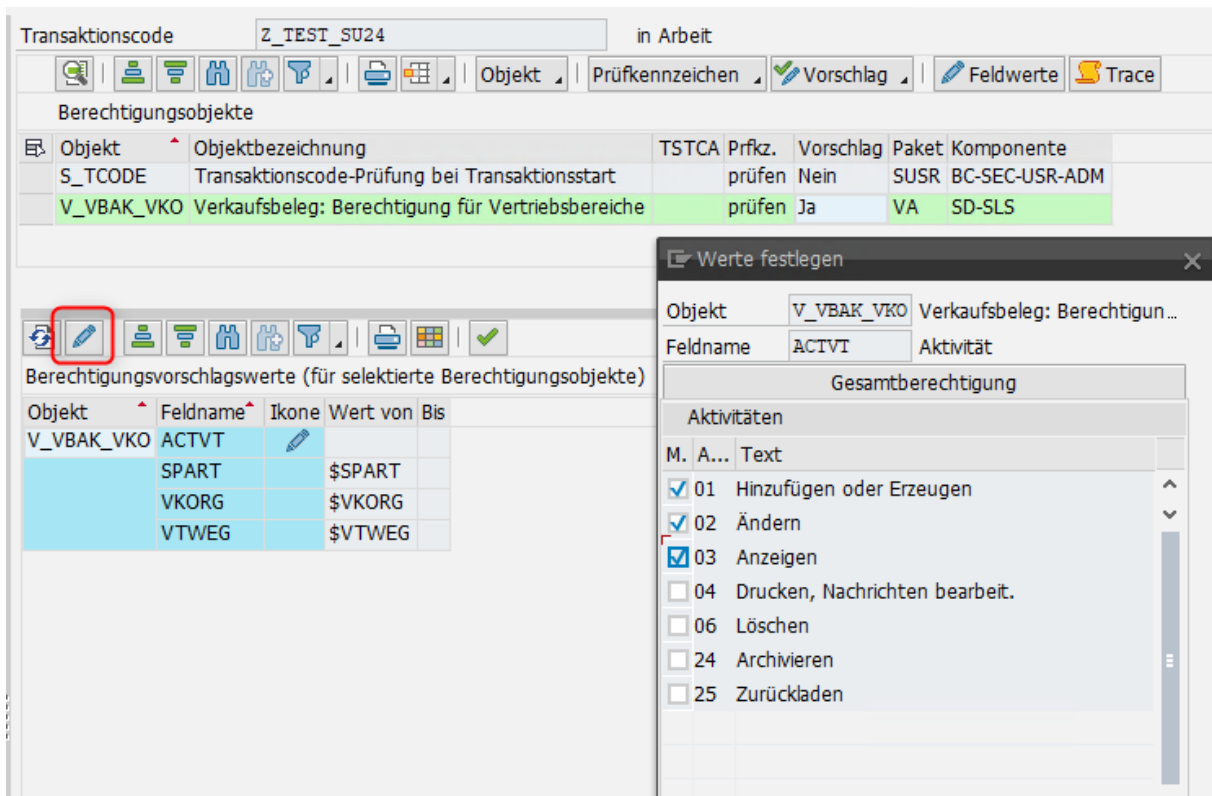 Transaktionscode Z_TEST_SU24 in Arbeit
Objekt Prüfkennzeichen Vorschlag Feldwerte Trace
Berechtigungsobjekte
Objekt Objektbezeichnung TSTCA Prfkz. Vorschlag Paket Komponente
S_TCODE Transaktionscode-Prüfung bei Transaktionsstart prüfen Nein SUSR BC-SEC-USR-ADM
V_VBAK_VKO Verkaufsbeleg: Berechtigung für Vertriebsbereiche prüfen Ja VA SD-SLS
Berechtigungsvorschlagswerte (für selektierte Berechtigungsobjekte)
Objekt Feldname Ikone Wert von Bis
V_VBAK_VKO ACTVT
SPART $SPART
VKORG $VKORG
VTWEG $VTWEG
Werte festlegen
Objekt V_VBAK_VKO Verkaufsbeleg: Berechtigun...
Feldname ACTVT Aktivität
Gesamtberechtigung
Aktivitäten
M. A... Text
01 Hinzufügen oder Erzeugen
02 Ändern
03 Anzeigen
04 Drucken, Nachrichten bearbeit.
06 Löschen
24 Archivieren
25 Zurückladen